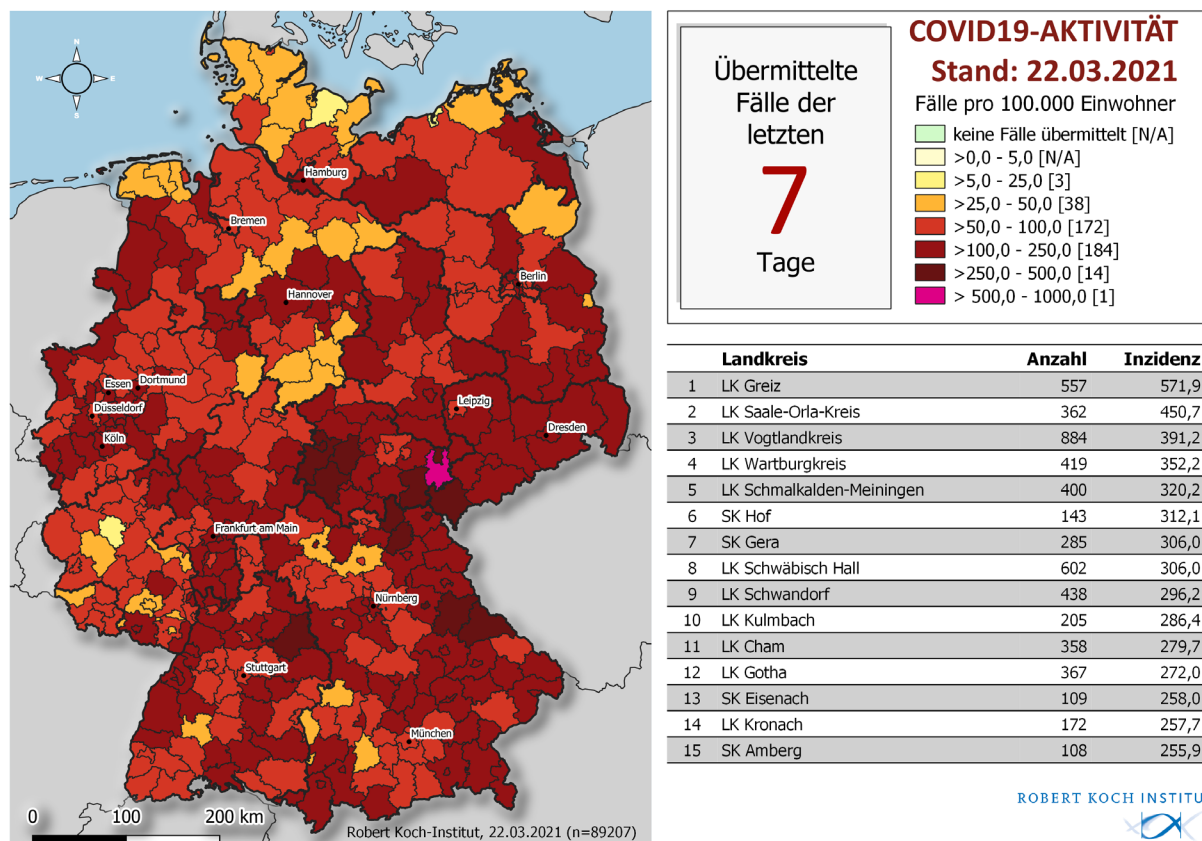 N
W E
S
Hamburg
Bremen
Berlin
Hannover
Essen
Dortmund
Düsseldorf
Leipzig
Köln
Dresden
Frankfurt am Main
Nürnberg
Stuttgart
München
0 100 200 km
Robert Koch-Institut, 22.03.2021 (n=89207)
Übermittelte
Fälle der
letzten
7
Tage
COVID19-AKTIVITÄT
Stand: 22.03.2021
Fälle pro 100.000 Einwohner
keine Fälle übermittelt [N/A]
>0,0 - 5,0 [N/A]
>5,0 - 25,0 [3]
>25,0 - 50,0 [38]
>50,0 - 100,0 [172]
>100,0 - 250,0 [184]
>250,0 - 500,0 [14]
> 500,0 - 1000,0 [1]
Landkreis Anzahl Inzidenz
1 LK Greiz 557 571,9
2 LK Saale-Orla-Kreis 362 450,7
3 LK Vogtlandkreis 884 391,2
4 LK Wartburgkreis 419 352,2
5 LK Schmalkalden-Meiningen 400 320,2
6 SK Hof 143 312,1
7 SK Gera 285 306,0
8 LK Schwäbisch Hall 602 306,0
9 LK Schwandorf 438 296,2
10 LK Kulmbach 205 286,4
11 LK Cham 358 279,7
12 LK Gotha 367 272,0
13 SK Eisenach 109 258,0
14 LK Kronach 172 257,7
15 SK Amberg 108 255,9
ROBERT KOCH INSTITU